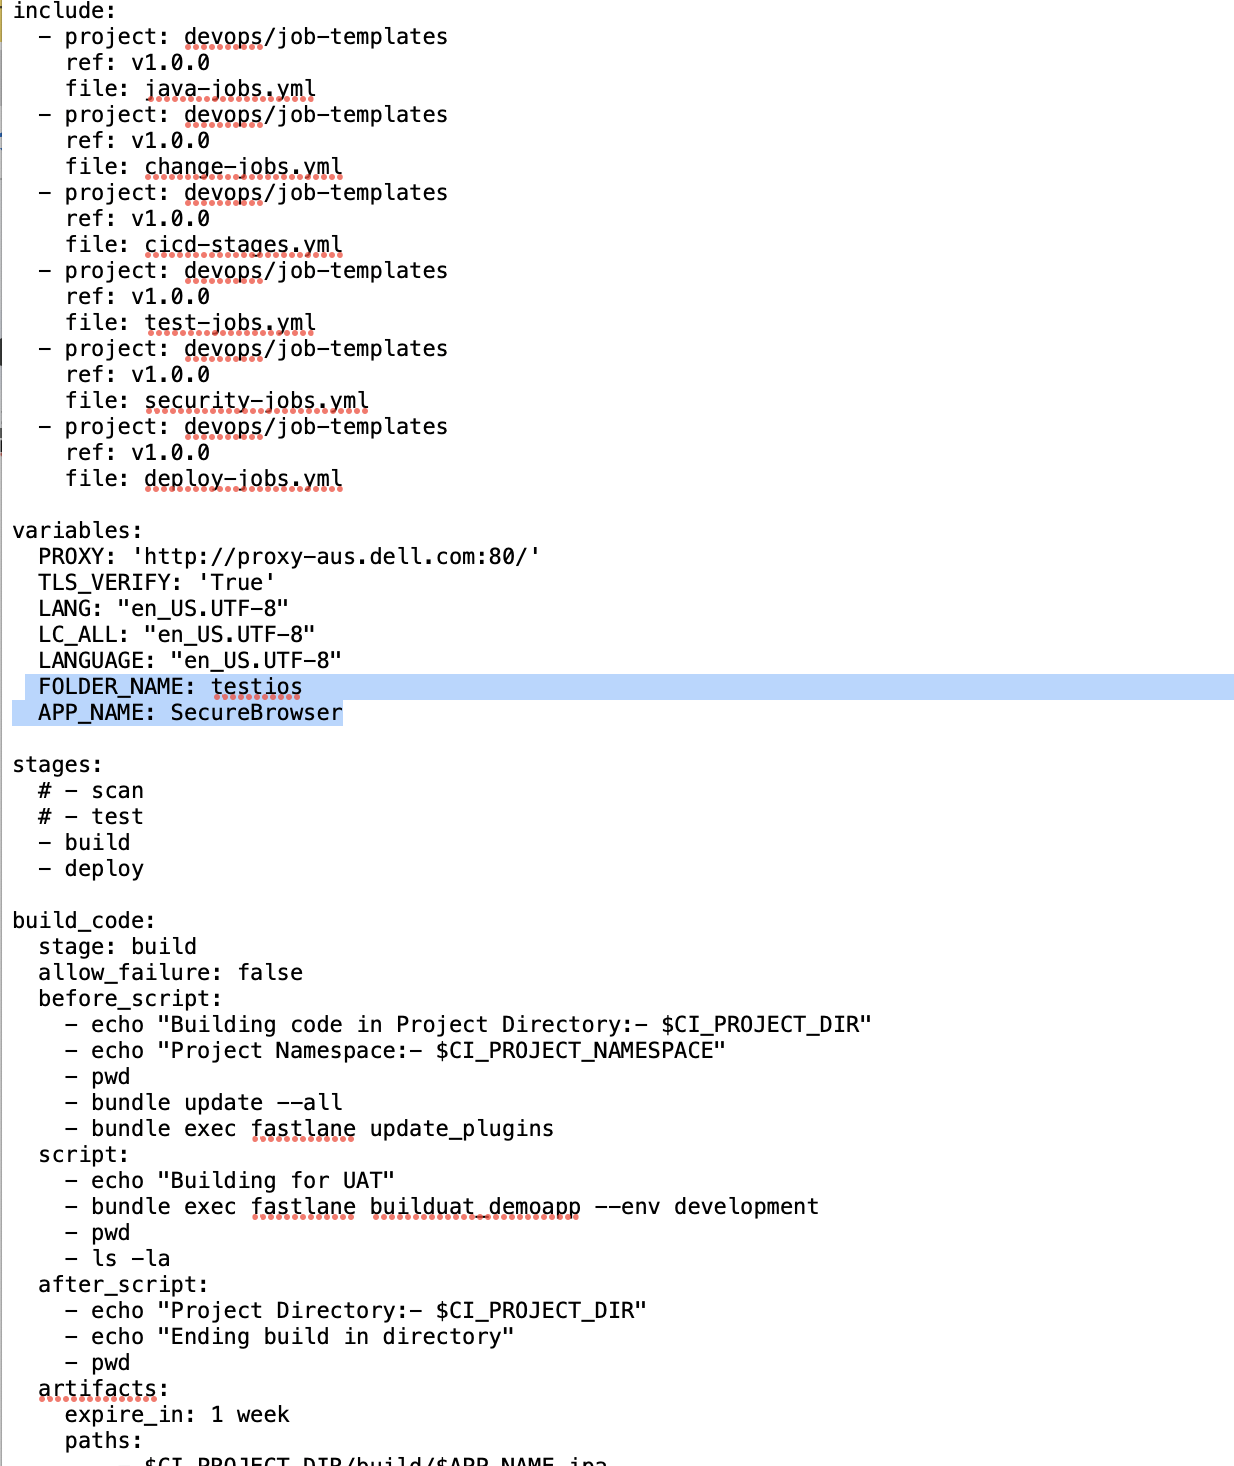 include:
  - project: devops/job-templates
    ref: v1.0.0
    file: java-jobs.yml
  - project: devops/job-templates
    ref: v1.0.0
    file: change-jobs.yml
  - project: devops/job-templates
    ref: v1.0.0
    file: cicd-stages.yml
  - project: devops/job-templates
    ref: v1.0.0
    file: test-jobs.yml
  - project: devops/job-templates
    ref: v1.0.0
    file: security-jobs.yml
  - project: devops/job-templates
    ref: v1.0.0
    file: deploy-jobs.yml

variables:
  PROXY: 'http://proxy-aus.dell.com:80/'
  TLS_VERIFY: 'True'
  LANG: "en_US.UTF-8"
  LC_ALL: "en_US.UTF-8"
  LANGUAGE: "en_US.UTF-8"
  FOLDER_NAME: testios
  APP_NAME: SecureBrowser

stages:
  # - scan
  # - test
  - build
  - deploy

build_code:
  stage: build
  allow_failure: false
  before_script:
    - echo "Building code in Project Directory:- $CI_PROJECT_DIR"
    - echo "Project Namespace:- $CI_PROJECT_NAMESPACE"
    - pwd
    - bundle update --all
    - bundle exec fastlane update_plugins
  script:
    - echo "Building for UAT"
    - bundle exec fastlane builduat_demoapp --env development
    - pwd
    - ls -la
  after_script:
    - echo "Project Directory:- $CI_PROJECT_DIR"
    - echo "Ending build in directory"
    - pwd
  artifacts:
    expire_in: 1 week
    paths:
        - $CI_PROJECT_DIR/build/$APP_NAME.ipa